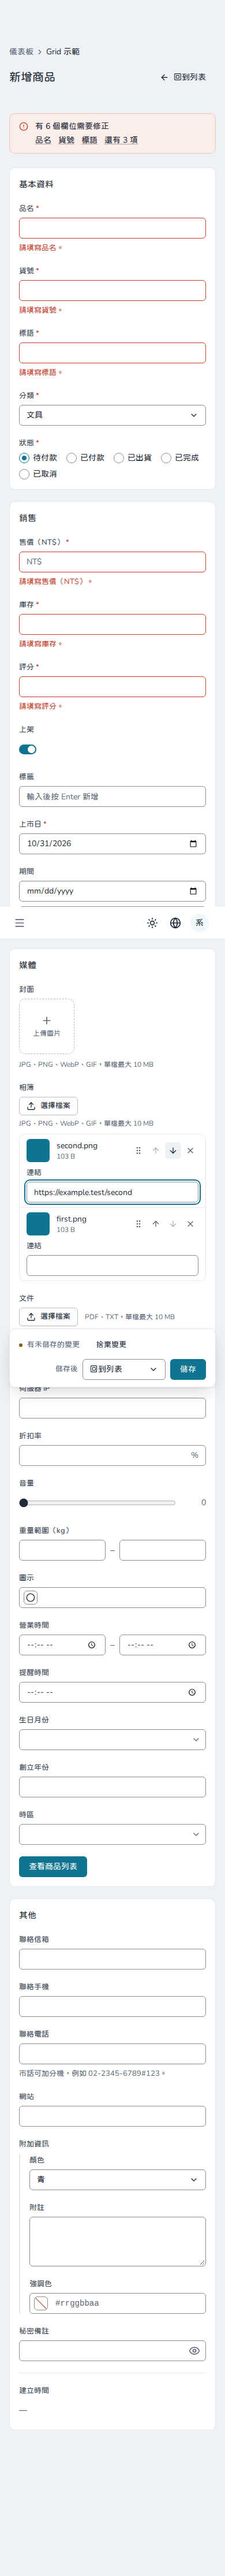 儀表板 › Grid 示範
新增商品
回到列表
有 6 個欄位需要修正
品名 貨號 標語 還有 3 項
基本資料
品名 *
請填寫品名。
貨號 *
請填寫貨號。
標語 *
請填寫標語。
分類 *
文具
狀態 *
待付款 已付款 已出貨 已完成
已取消
銷售
售價（NT$） *
NT$
請填寫售價（NT$）。
庫存 *
請填寫庫存。
評分 *
請填寫評分。
上架
標籤
輸入後按 Enter 新增
上市日 *
10/31/2026
期間
mm/dd/yyyy
系
媒體
封面
上傳圖片
JPG、PNG、WebP、GIF，單檔最大 10 MB
相簿
選擇檔案
JPG、PNG、WebP、GIF，單檔最大 10 MB
second.png
103 B
連結
https://example.test/second
first.png
103 B
連結
文件
選擇檔案 PDF、TXT，單檔最大 10 MB
有未儲存的變更 捨棄變更
儲存後 回到列表 儲存
伺服器 IP
折扣率
%
音量
0
重量範圍（kg）
–
圖示
營業時間
--:-- -- – --:-- --
提醒時間
--:-- --
生日月份
創立年份
時區
查看商品列表
其他
聯絡信箱
聯絡手機
聯絡電話
市話可加分機，例如 02-2345-6789#123。
網站
附加資訊
顏色
青
附註
強調色
#rrggbbaa
秘密備註
建立時間
—